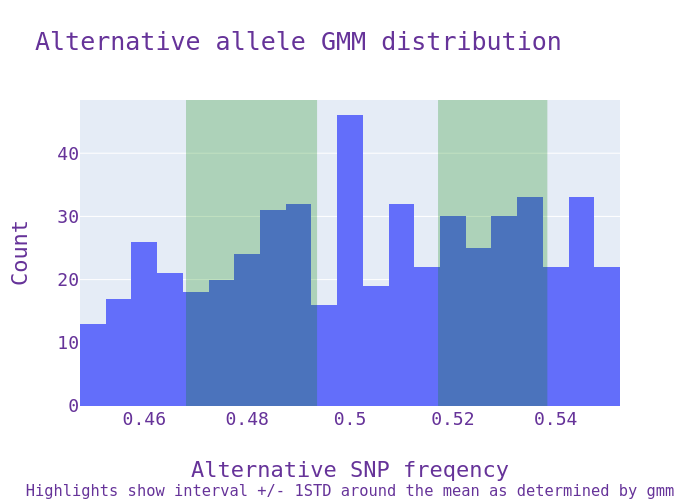 Alternative allele GMM distribution
Count
40
30
20
10
0
0.46 0.48 0.5 0.52 0.54
Alternative SNP freqency
Highlights show interval +/- 1STD around the mean as determined by gmm